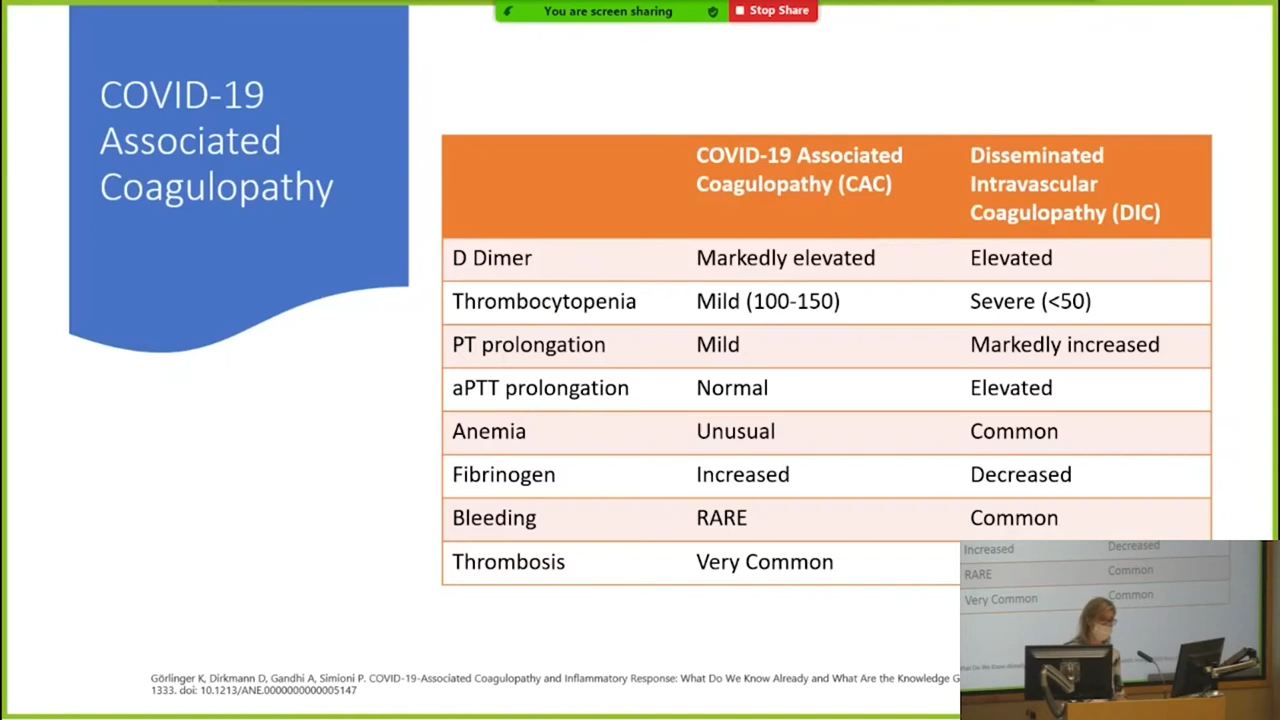 You are screen sharing Stop Share
COVID-19
Associated
Coagulopathy
COVID-19 Associated
Coagulopathy (CAC)
Disseminated
Intravascular
Coagulopathy (DIC)
D Dimer Markedly elevated Elevated
Thrombocytopenia Mild (100-150) Severe (<50)
PT prolongation Mild Markedly increased
aPTT prolongation Normal Elevated
Anemia Unusual Common
Fibrinogen Increased Decreased
Bleeding RARE Common
Thrombosis Very Common
Increased Decreased
RARE Common
Very Common Common
Görlinger K, Dirkmann D, Gandhi A, Simioni P. COVID-19-Associated Coagulopathy and Inflammatory Response: What Do We Know Already and What Are the Knowledge G
1333. doi: 10.1213/ANE.0000000000005147